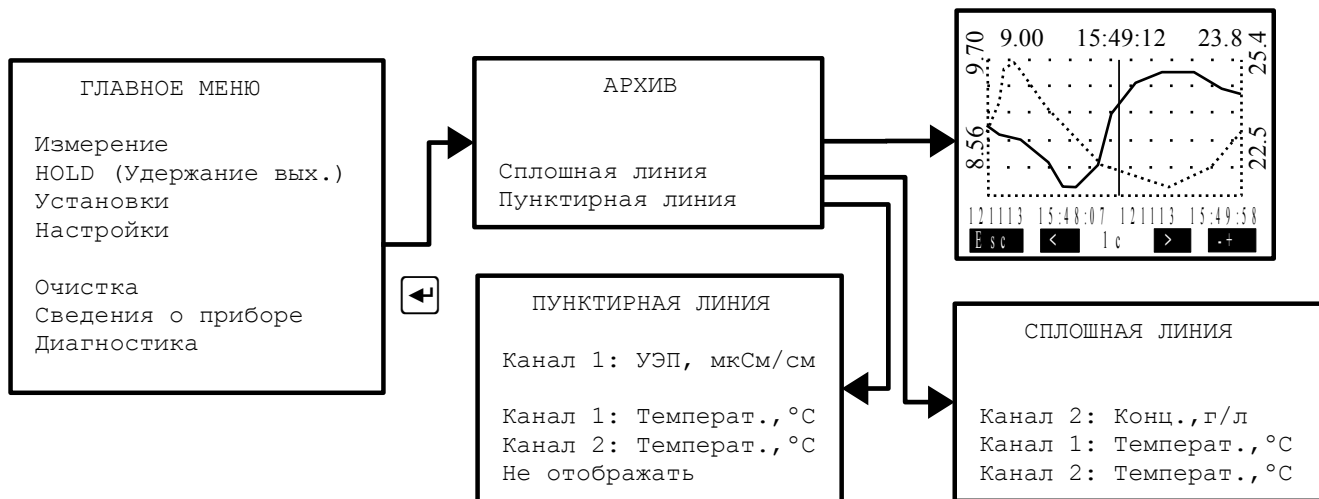 ГЛАВНОЕ МЕНЮ
Измерение
HOLD (Удержание вых.)
Установки
Настройки
Очистка
Сведения о приборе
Диагностика
АРХИВ
Сплошная линия
Пунктирная линия
9.70
9.00 15:49:12 23.8
25.4
8.56
22.5
121113 15:48:07 121113 15:49:58
Esc < 1c > .+
ПУНКТИРНАЯ ЛИНИЯ
Канал 1: УЭП, мкСм/см
Канал 1: Температ.,°C
Канал 2: Температ.,°C
Не отображать
СПЛОШНАЯ ЛИНИЯ
Канал 2: Конц.,г/л
Канал 1: Температ.,°C
Канал 2: Температ.,°C